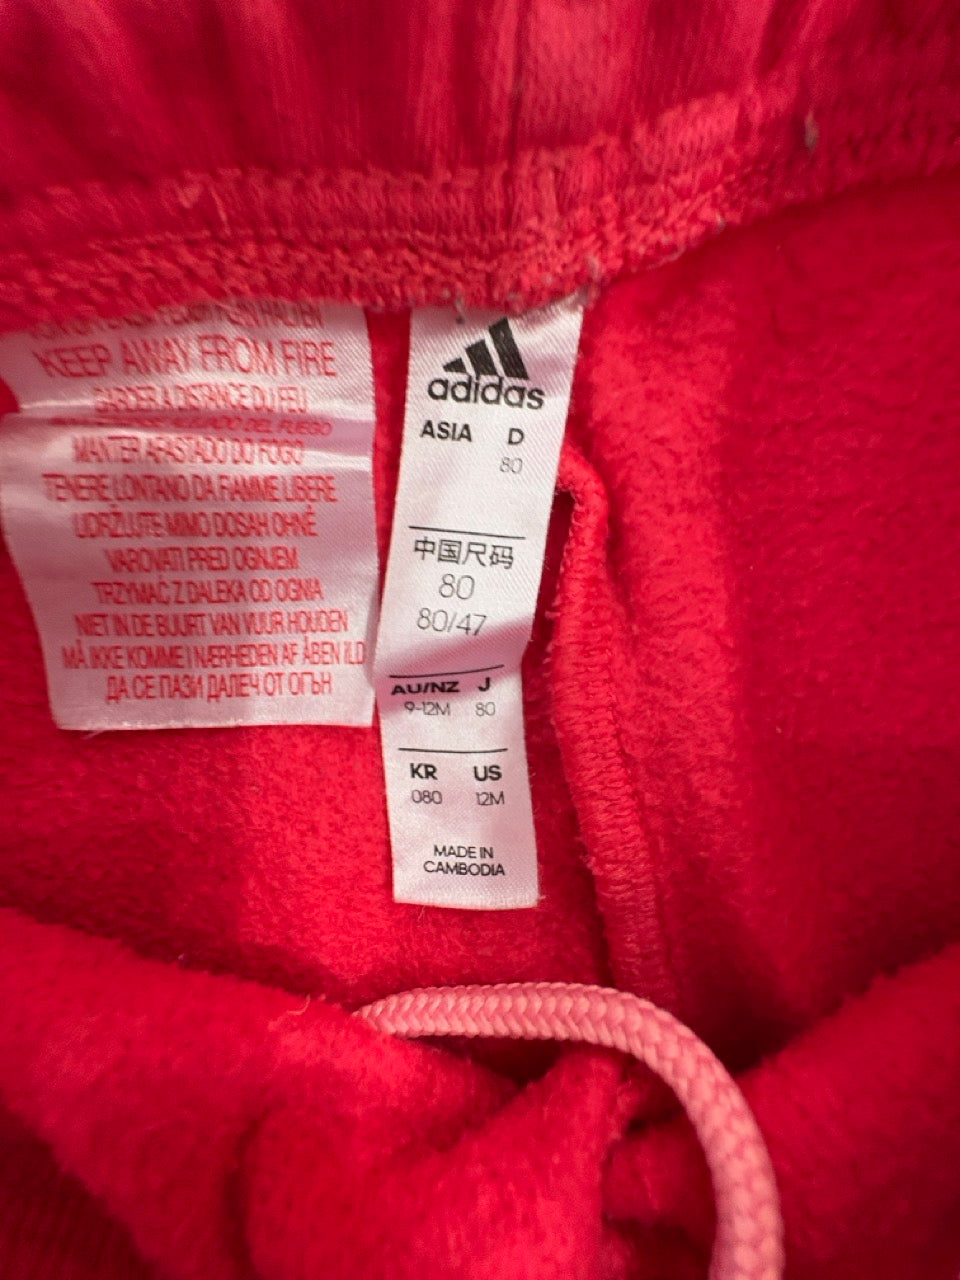 KEEP AWAY FROM FIRE
GARDER A DISTANCE DU FEU
DEL FUEGO
MANTER AFASTADO DO FOGO
TENERE LONTANO DA FIAMME LIBERE
UDRŽUJTE MIMO DOSAH OHNĚ
VAROVATI PRED OGNJEM
TRZYMAĆ Z DALEKA OD OGNIA
NIET IN DE BUURT VAN VUUR HOUDEN
MÅ IKKE KOMME I NÆRHEDEN AF ÅBEN ILD
ДА СЕ ПАЗИ ДАЛЕЧ ОТ ОГЪН
adidas
ASIA D
80
中国尺码
80
80/47
AU/NZ J
9-12M 80
KR US
080 12M
MADE IN
CAMBODIA